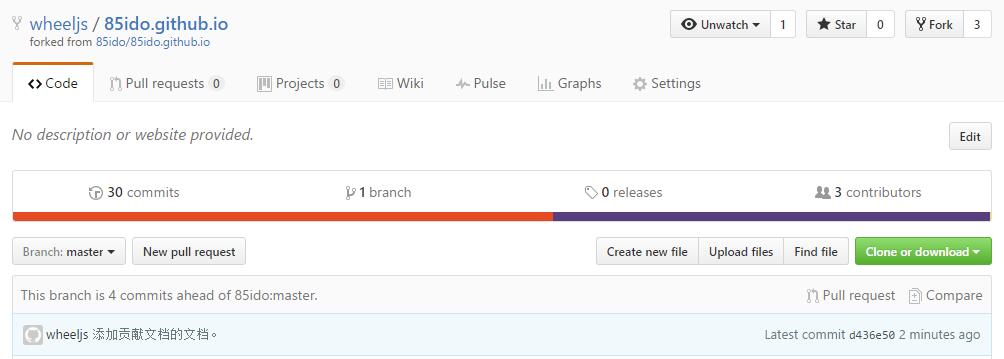 wheeljs / 85ido.github.io
forked from 85ido/85ido.github.io
Unwatch 1 Star 0 Fork 3
Code Pull requests 0 Projects 0 Wiki Pulse Graphs Settings
No description or website provided. Edit
30 commits 1 branch 0 releases 3 contributors
Branch: master New pull request Create new file Upload files Find file Clone or download
This branch is 4 commits ahead of 85ido:master. Pull request Compare
wheeljs 添加贡献文档的文档。 Latest commit d436e50 2 minutes ago